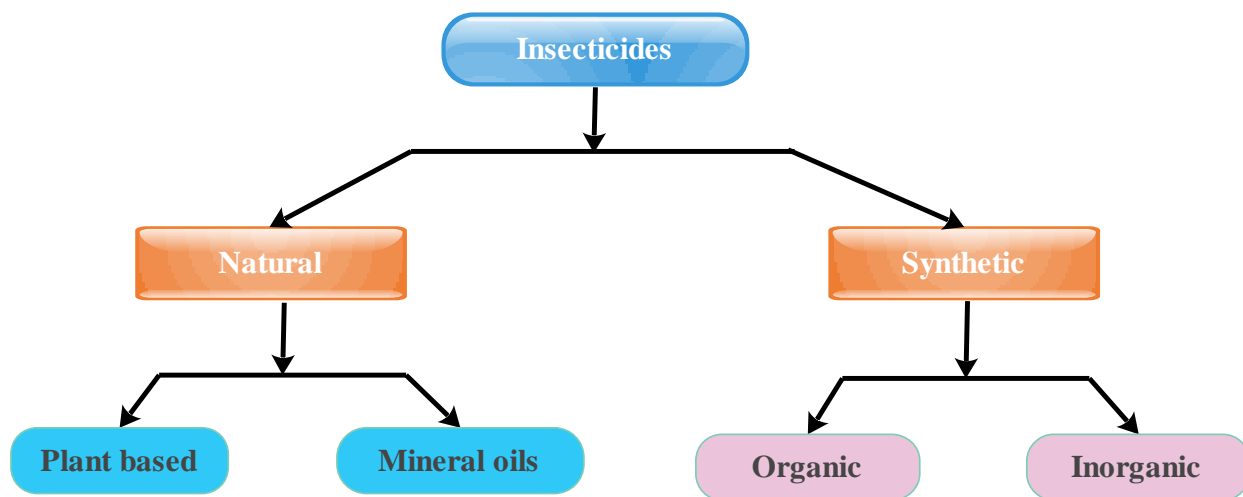 Insecticides
Natural
Synthetic
Plant based
Mineral oils
Organic
Inorganic